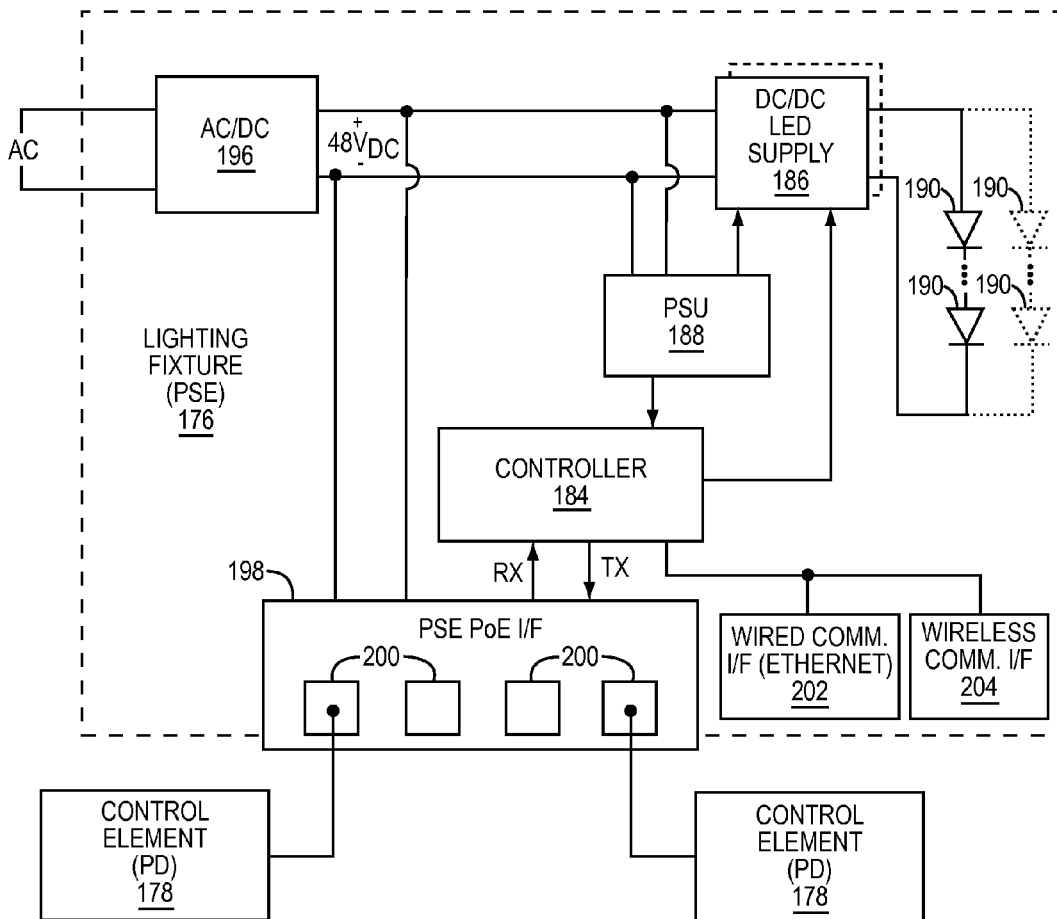 AC
AC/DC
196
+
48VDC
-
DC/DC
LED
SUPPLY
186
190
190
190
190
PSU
188
LIGHTING
FIXTURE
(PSE)
176
CONTROLLER
184
RX
TX
198
PSE PoE I/F
200
200
WIRED COMM.
I/F (ETHERNET)
202
WIRELESS
COMM. I/F
204
CONTROL
ELEMENT
(PD)
178
CONTROL
ELEMENT
(PD)
178